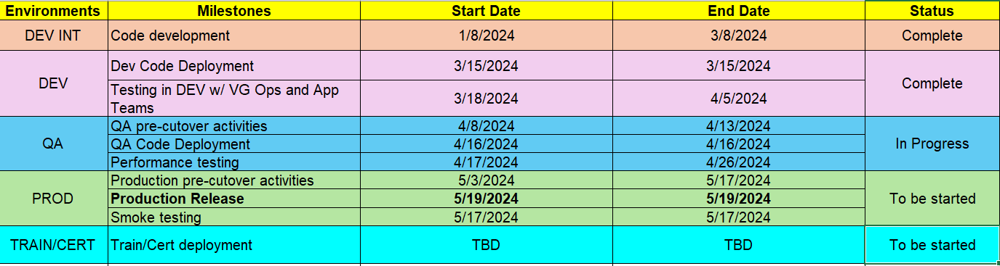 Environments Milestones Start Date End Date Status
DEV INT Code development 1/8/2024 3/8/2024 Complete
DEV Dev Code Deployment 3/15/2024 3/15/2024 Complete
Testing in DEV w/ VG Ops and App
Teams 3/18/2024 4/5/2024
QA QA pre-cutover activities 4/8/2024 4/13/2024 In Progress
QA Code Deployment 4/16/2024 4/16/2024
Performance testing 4/17/2024 4/26/2024
PROD Production pre-cutover activities 5/3/2024 5/17/2024 To be started
Production Release 5/19/2024 5/19/2024
Smoke testing 5/17/2024 5/17/2024
TRAIN/CERT Train/Cert deployment TBD TBD To be started